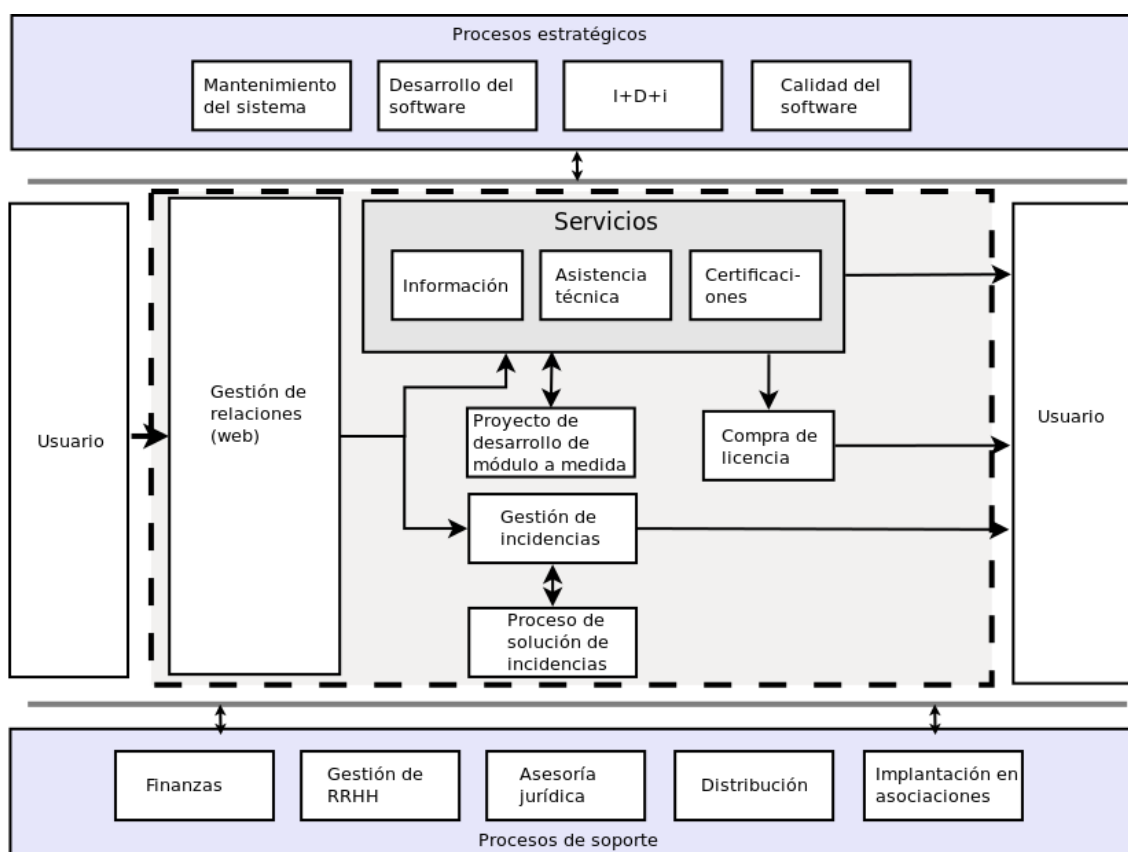 Procesos estratégicos
Mantenimiento
del sistema
Desarrollo del
software
I+D+i
Calidad del
software
Usuario
Gestión de
relaciones
(web)
Servicios
Información
Asistencia
técnica
Certificaci-
ones
Proyecto de
desarrollo de
módulo a medida
Compra de
licencia
Gestión de
incidencias
Proceso de
solución de
incidencias
Usuario
Finanzas
Gestión de
RRHH
Asesoría
jurídica
Distribución
Implantación en
asociaciones
Procesos de soporte